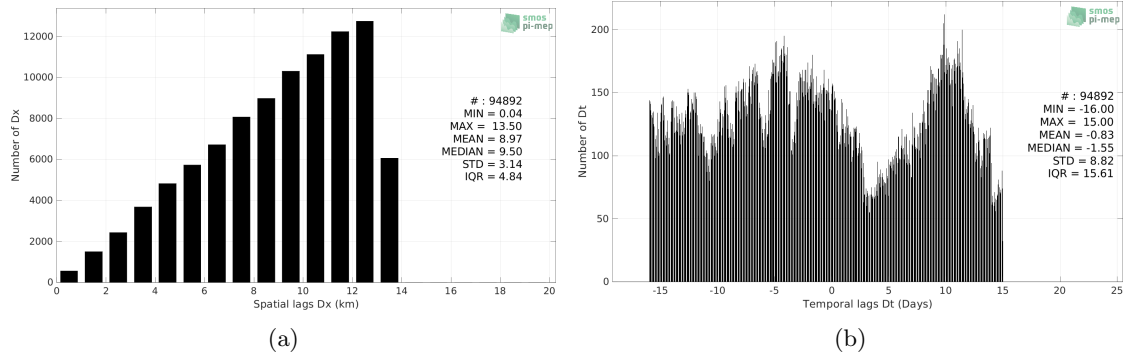 smos
pi-mep
12000
10000
8000
6000
4000
2000
0
Number of Dx
# : 94892
MIN = 0.04
MAX = 13.50
MEAN = 8.97
MEDIAN = 9.50
STD = 3.14
IQR = 4.84
0 2 4 6 8 10 12 14 16 18 20
Spatial lags Dx (km)
(a)
smos
pi-mep
200
150
100
50
0
Number of Dt
# : 94892
MIN = -16.00
MAX = 15.00
MEAN = -0.83
MEDIAN = -1.55
STD = 8.82
IQR = 15.61
-15 -10 -5 0 5 10 15 20 25
Temporal lags Dt (Days)
(b)